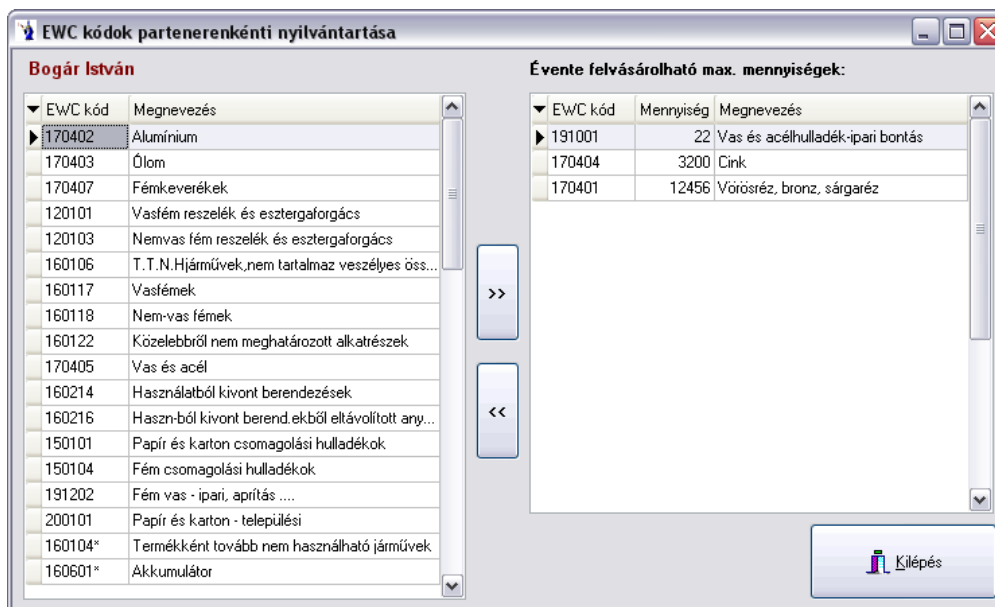 EWC kódok partenerenkénti nyilvántartása
Bogár István
EWC kód Megnevezés
170402 Alumínium
170403 Ólom
170407 Fémkeverékek
120101 Vasfém reszelék és esztergaforgács
120103 Nemvas fém reszelék és esztergaforgács
160106 T.T.N.Hjárművek,nem tartalmaz veszélyes öss...
160117 Vasfémek
160118 Nem-vas fémek
160122 Közelebbről nem meghatározott alkatrészek
170405 Vas és acél
160214 Használatból kivont berendezések
160216 Haszn-ból kivont berend.ekből eltávolított any...
150101 Papír és karton csomagolási hulladékok
150104 Fém csomagolási hulladékok
191202 Fém vas - ipari, aprítás ....
200101 Papír és karton - települési
160104* Termékként tovább nem használható járművek
160601* Akkumulátor
>>
<<
Évente felvásárolható max. mennyiségek:
EWC kód Mennyiség Megnevezés
191001 22 Vas és acélhulladék-ipari bontás
170404 3200 Cink
170401 12456 Vörösréz, bronz, sárgaréz
Kilépés